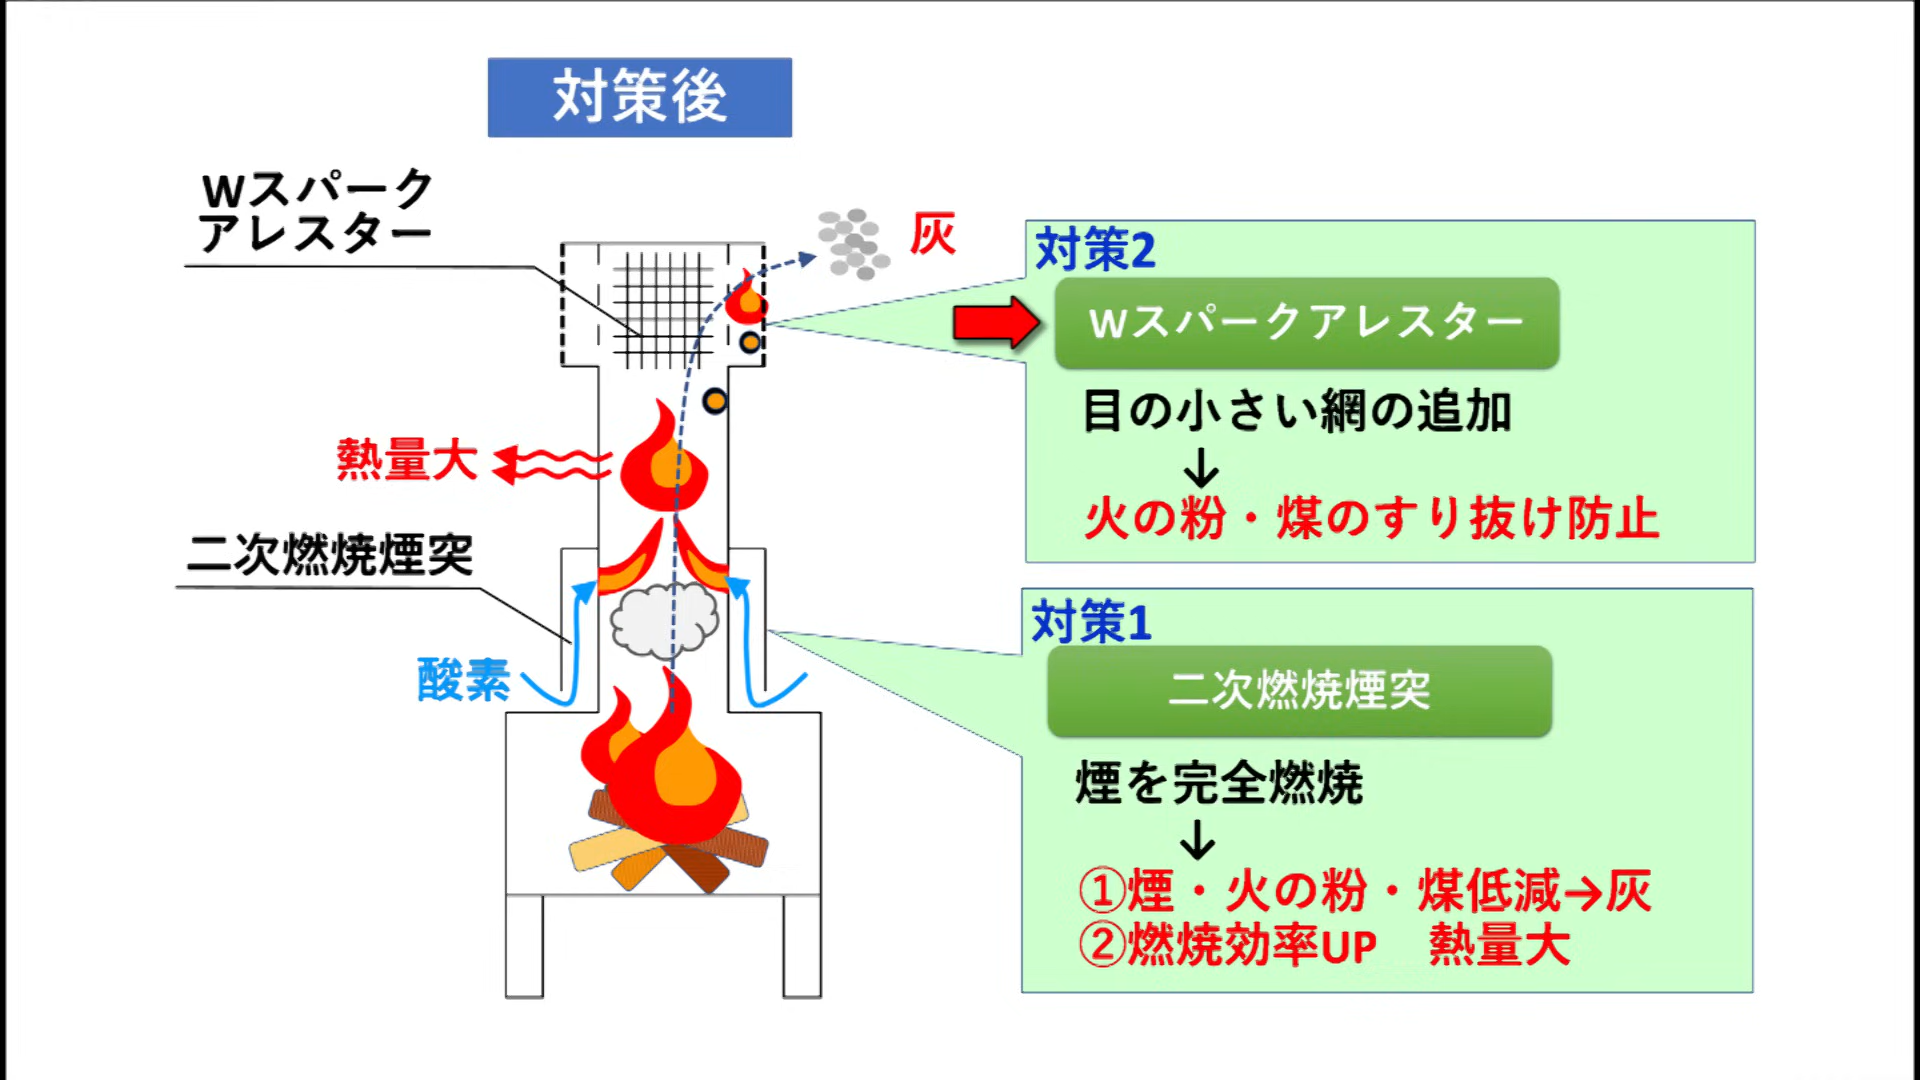 対策後
Wスパーク
アレスター
灰
熱量大
二次燃焼煙突
酸素
対策2
Wスパークアレスター
目の小さい網の追加
↓
火の粉・煤のすり抜け防止
対策1
二次燃焼煙突
煙を完全燃焼
↓
①煙・火の粉・煤低減→灰
②燃焼効率UP　熱量大